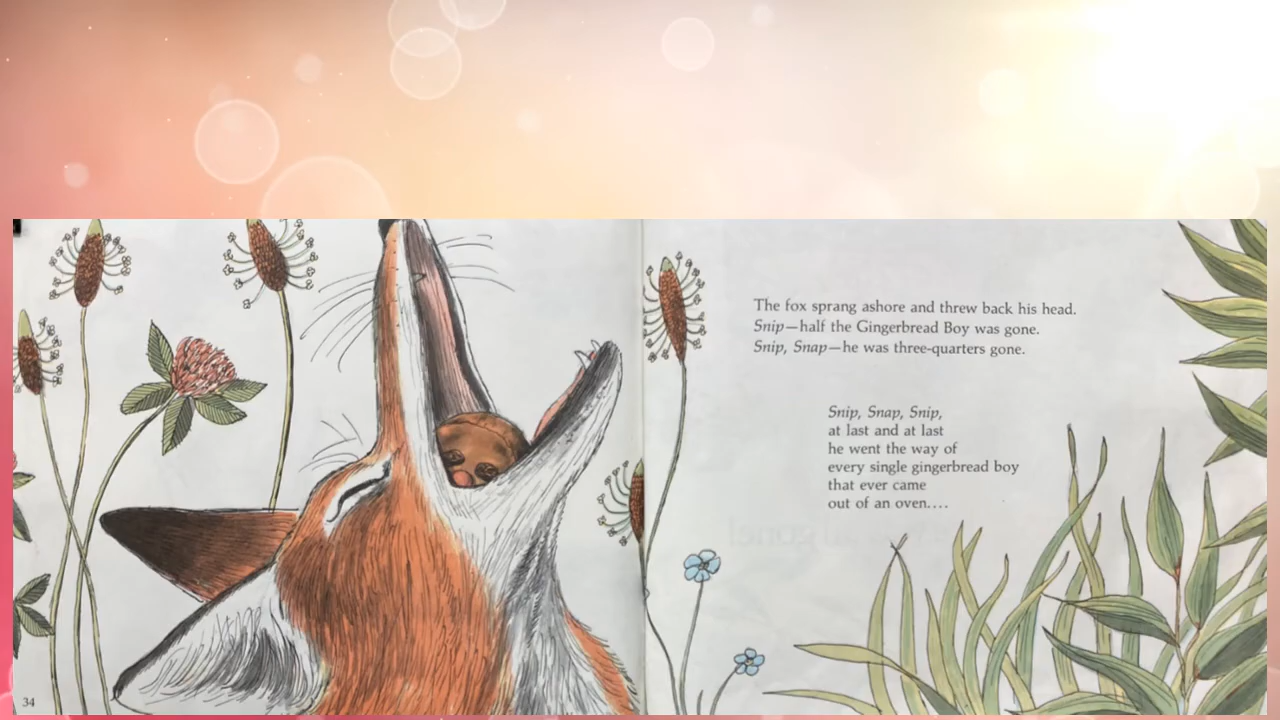 The fox sprang ashore and threw back his head.
Snip—half the Gingerbread Boy was gone.
Snip, Snap—he was three-quarters gone.
Snip, Snap, Snip,
at last and at last
he went the way of
every single gingerbread boy
that ever came
out of an oven....
34